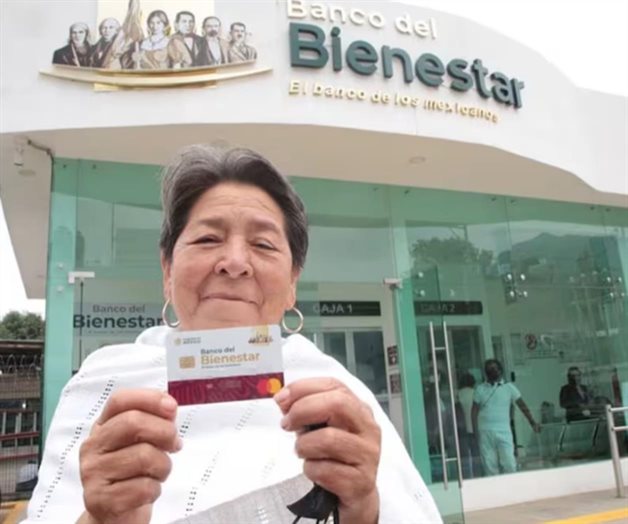 Banco del
Bienestar
El banco de los mexicanos
Banco del
Bienestar
CAJA 1
CAJA 2
Banco del
Bienestar